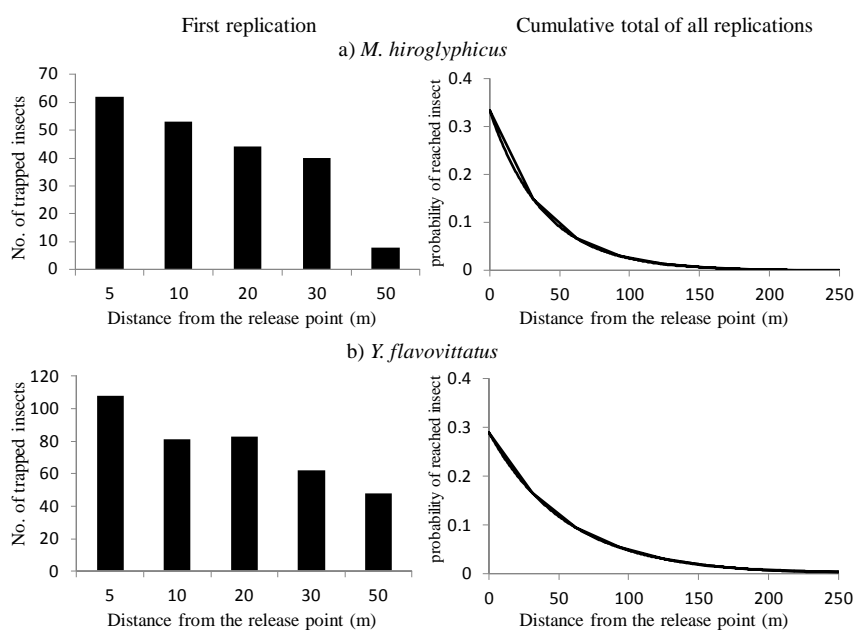 First replication
Cumulative total of all replications
a) M. hiroglyphicus
No. of trapped insects
70
60
50
40
30
20
10
0
5 10 20 30 50
Distance from the release point (m)
probability of reached insect
0.4
0.3
0.2
0.1
0
0 50 100 150 200 250
Distance from the release point (m)
b) Y. flavovittatus
No. of trapped insects
120
100
80
60
40
20
0
5 10 20 30 50
Distance from the release point (m)
probability of reached insect
0.4
0.3
0.2
0.1
0
0 50 100 150 200 250
Distance from the release point (m)